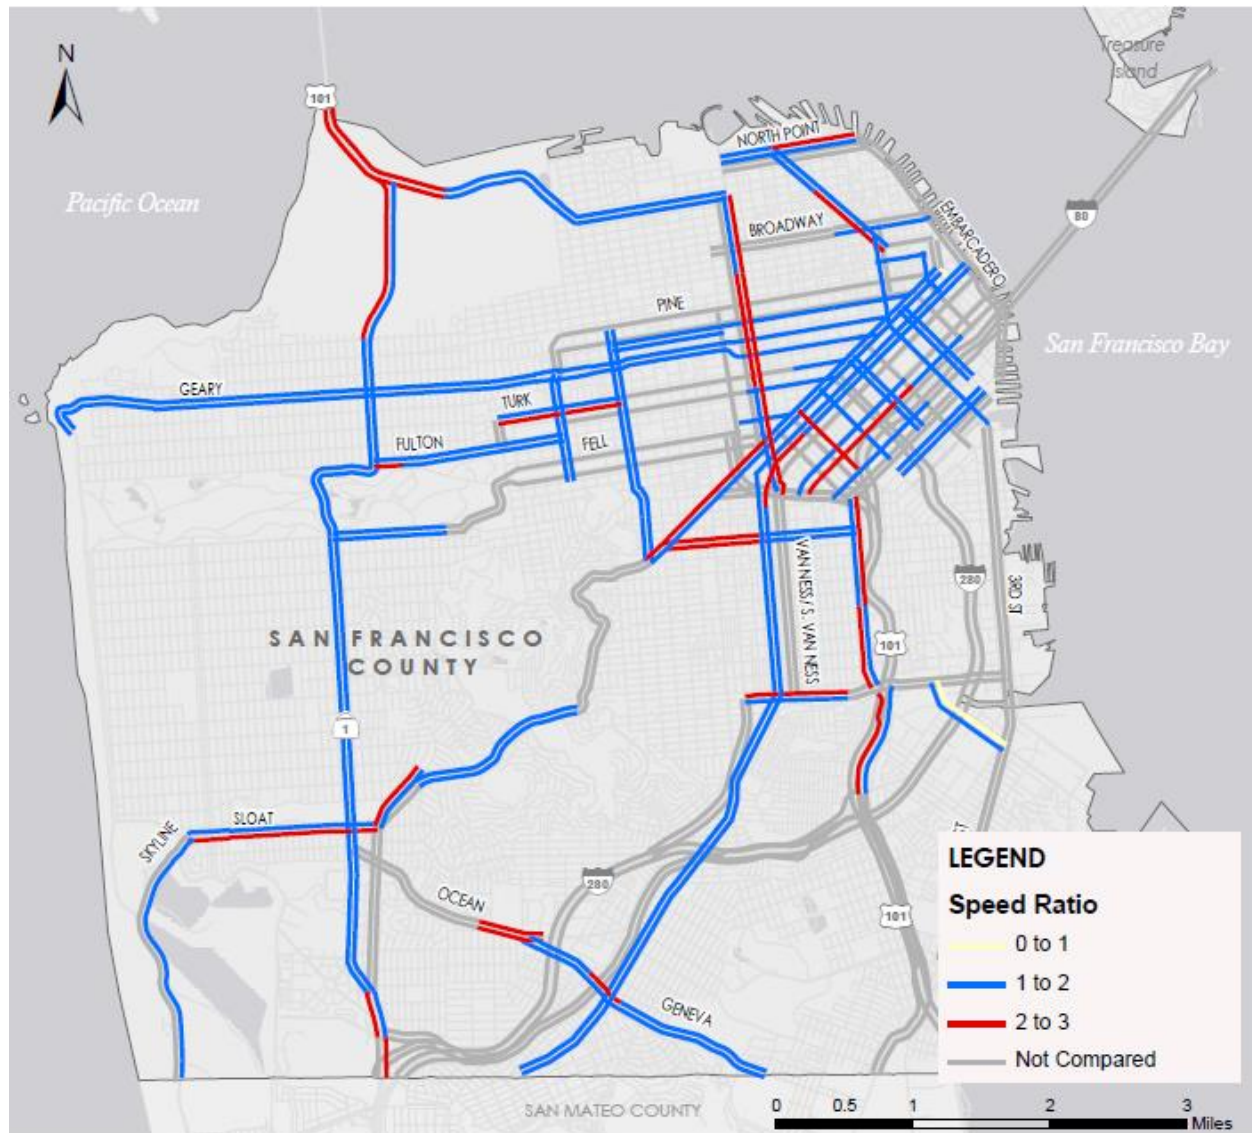 Treasure
Island
N
101
NORTH POINT
Pacific Ocean
EMBARCADERO
80
BROADWAY
PINE
San Francisco Bay
GEARY
TURK
FULTON
FELL
VAN NESS/ S. VAN NESS
280
3RD ST
SAN FRANCISCO
COUNTY
101
1
SLOAT
SKYLINE
280
OCEAN
101
GENEVA
LEGEND
Speed Ratio
0 to 1
1 to 2
2 to 3
Not Compared
SAN MATEO COUNTY
0 0.5 1 2 3
Miles